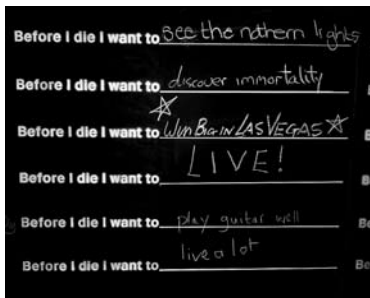 Before I die I want to see the nothern lights
Before I die I want to discover immortality
Before I die I want to Win Big in LAS VEGAS
Before I die I want to LIVE!
Before I die I want to play guitar well
Before I die I want to live a lot